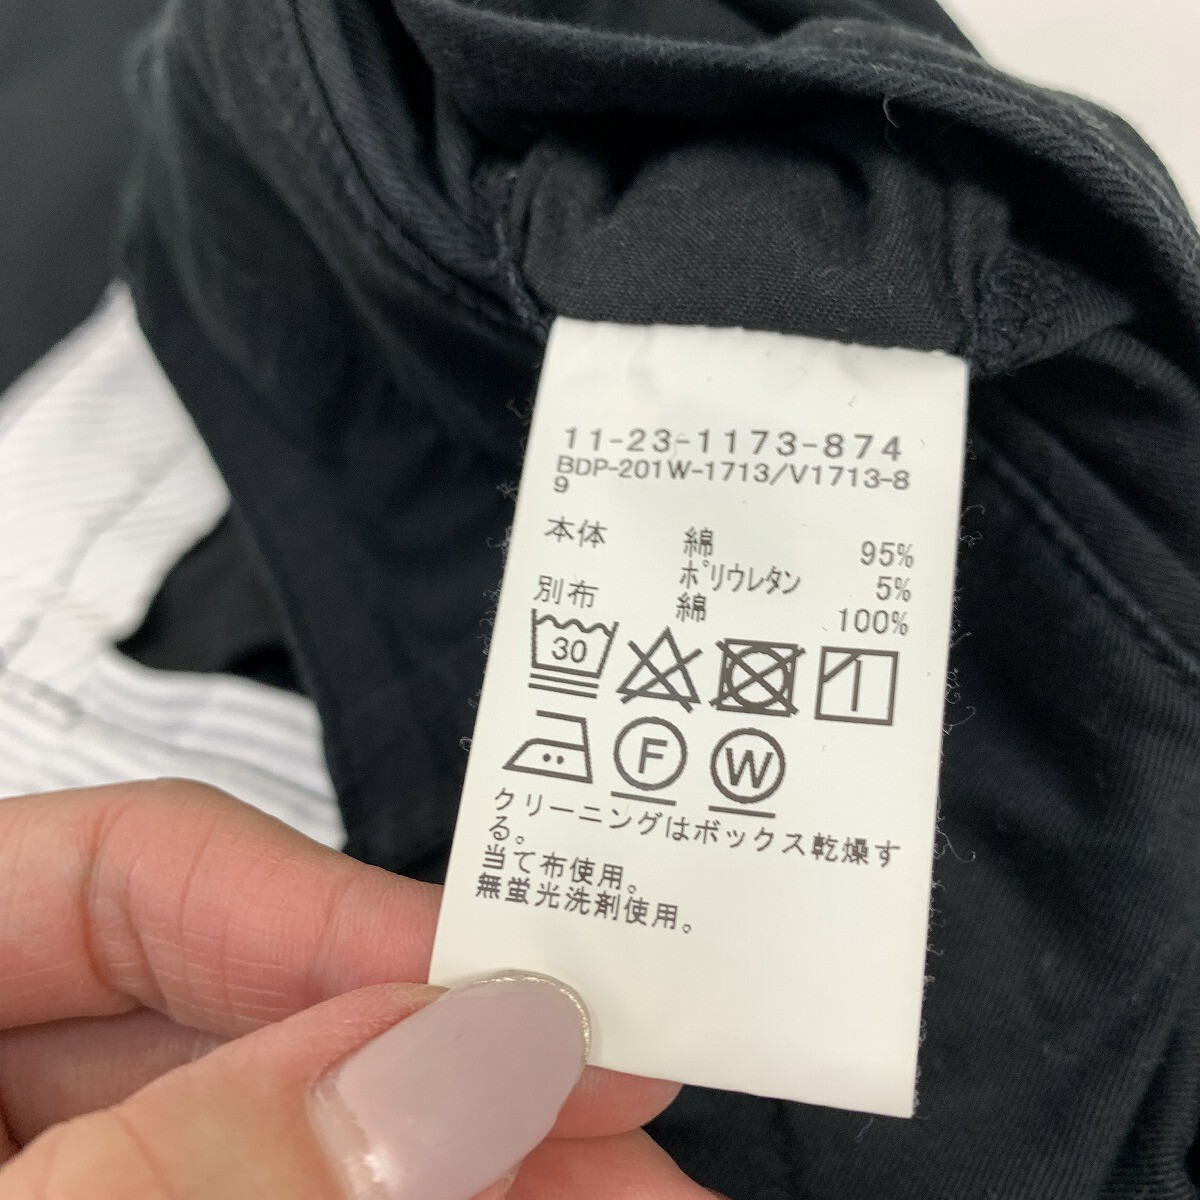 11-23-1173-874
BDP-201W-1713/V1713-8
9
本体 綿 95%
ポリウレタン 5%
別布 綿 100%
30
F W
クリーニングはボックス乾燥す
る。
当て布使用。
無蛍光洗剤使用。